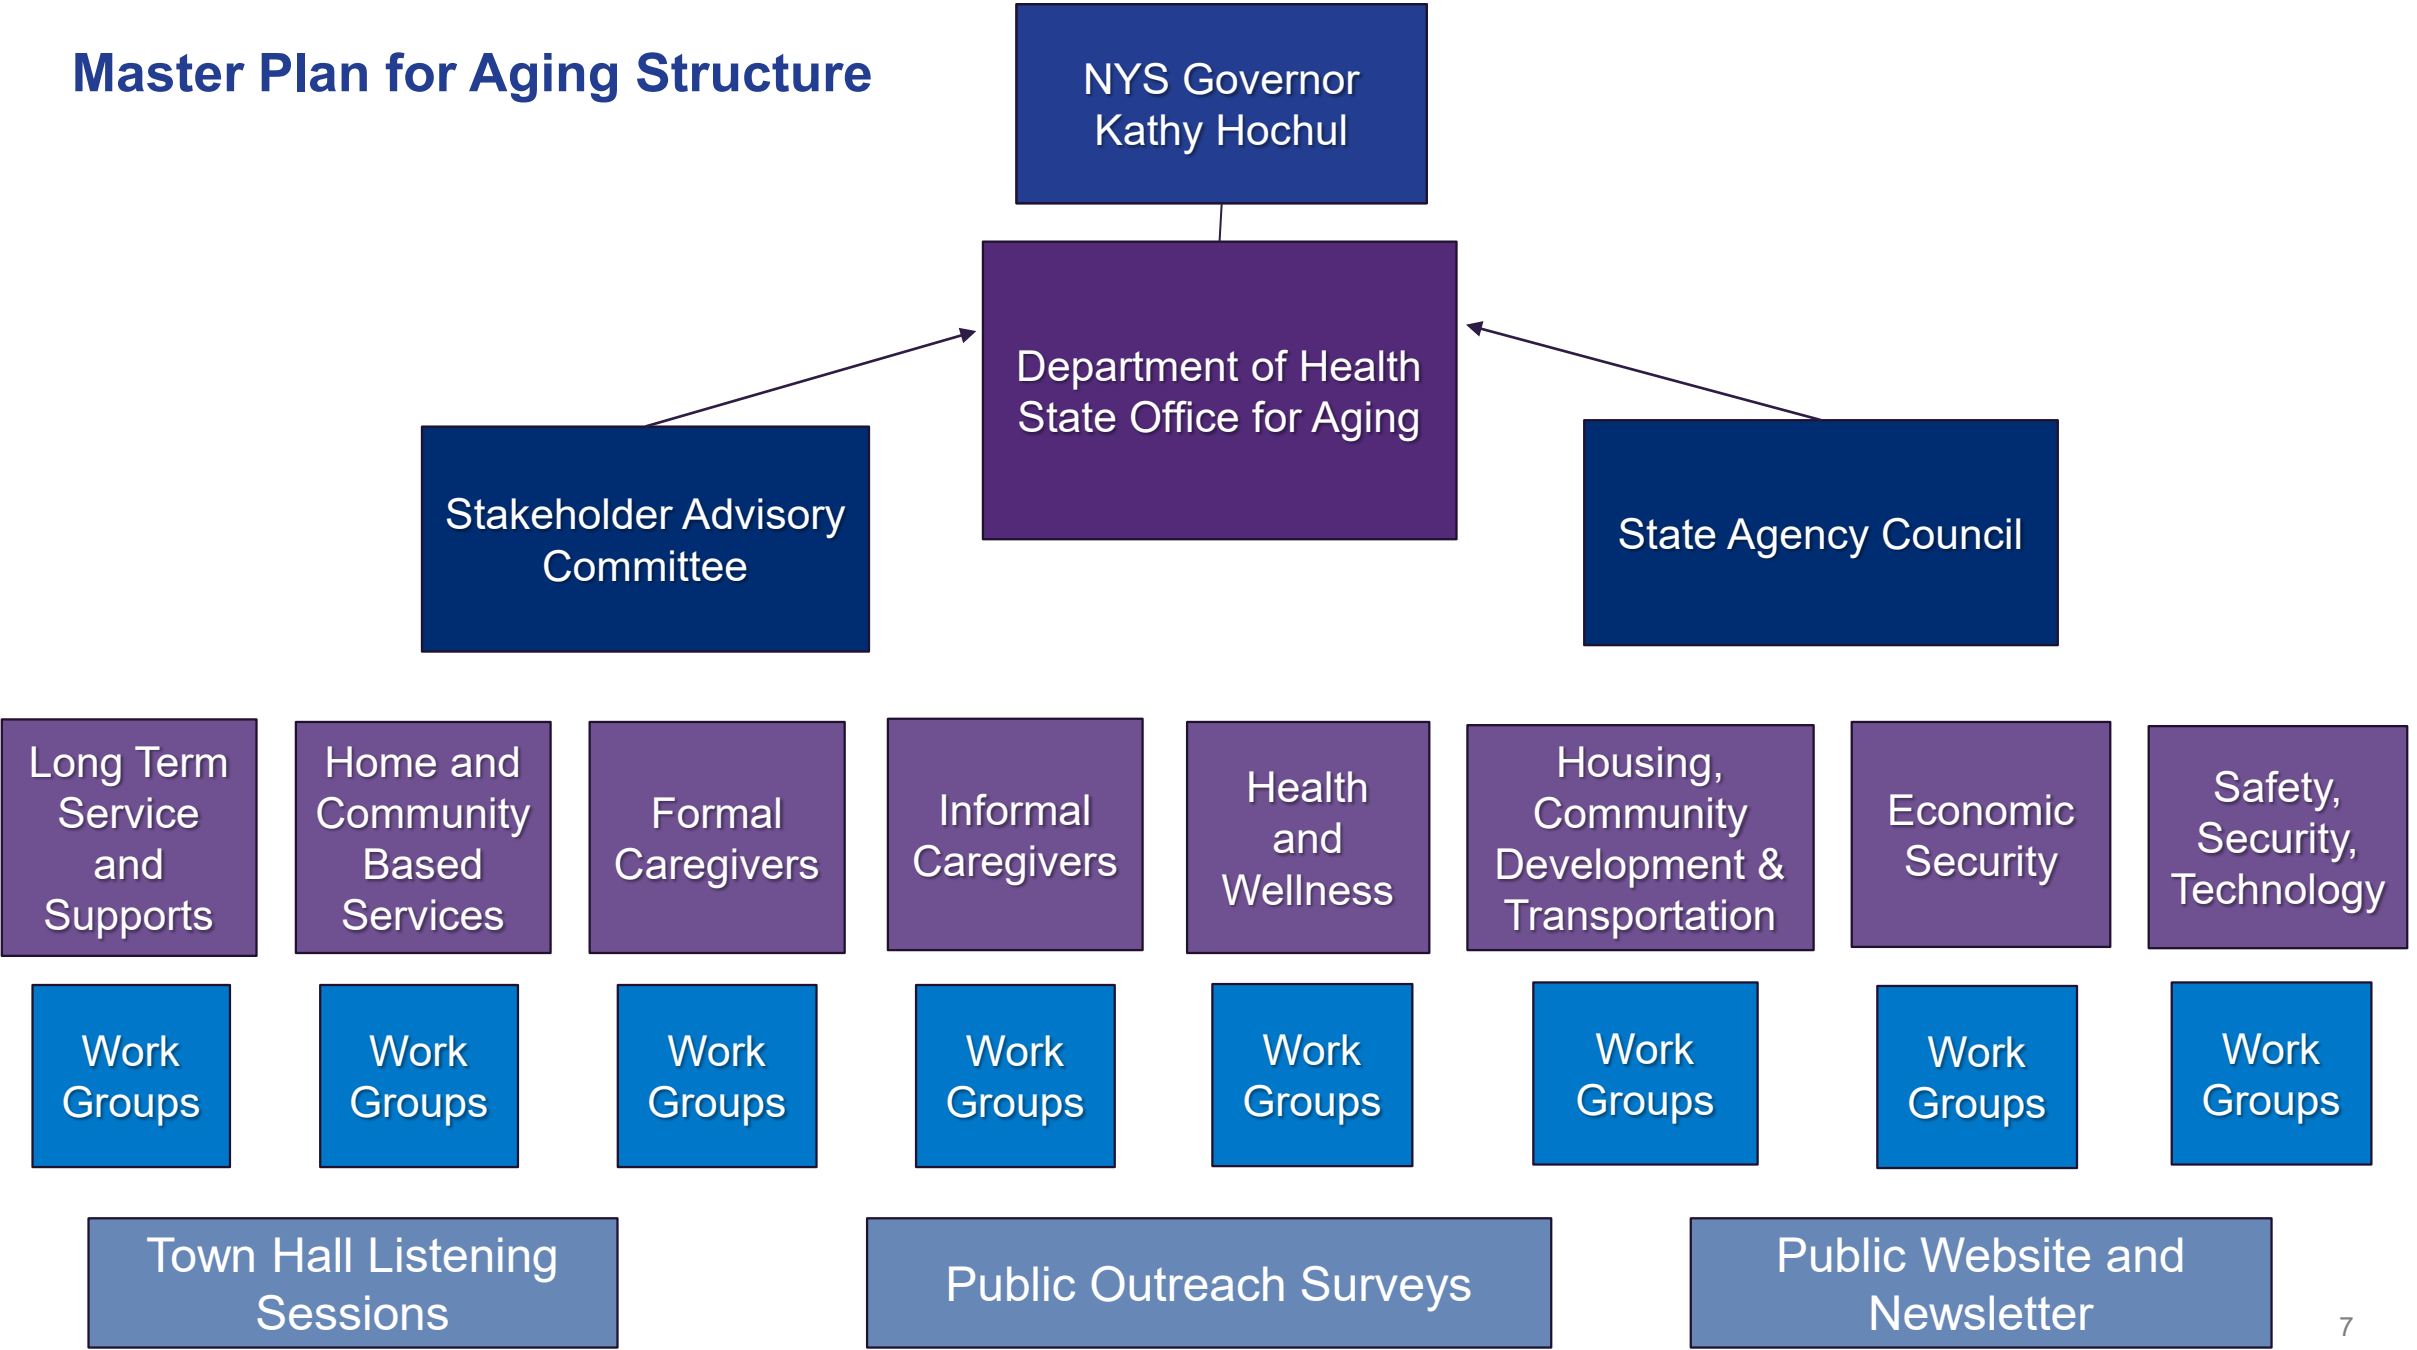 Master Plan for Aging Structure
NYS Governor
Kathy Hochul
Department of Health
State Office for Aging
Stakeholder Advisory
Committee
State Agency Council
Long Term
Service
and
Supports
Home and
Community
Based
Services
Formal
Caregivers
Informal
Caregivers
Health
and
Wellness
Housing,
Community
Development &
Transportation
Economic
Security
Safety,
Security,
Technology
Work
Groups
Work
Groups
Work
Groups
Work
Groups
Work
Groups
Work
Groups
Work
Groups
Work
Groups
Town Hall Listening
Sessions
Public Outreach Surveys
Public Website and
Newsletter
7